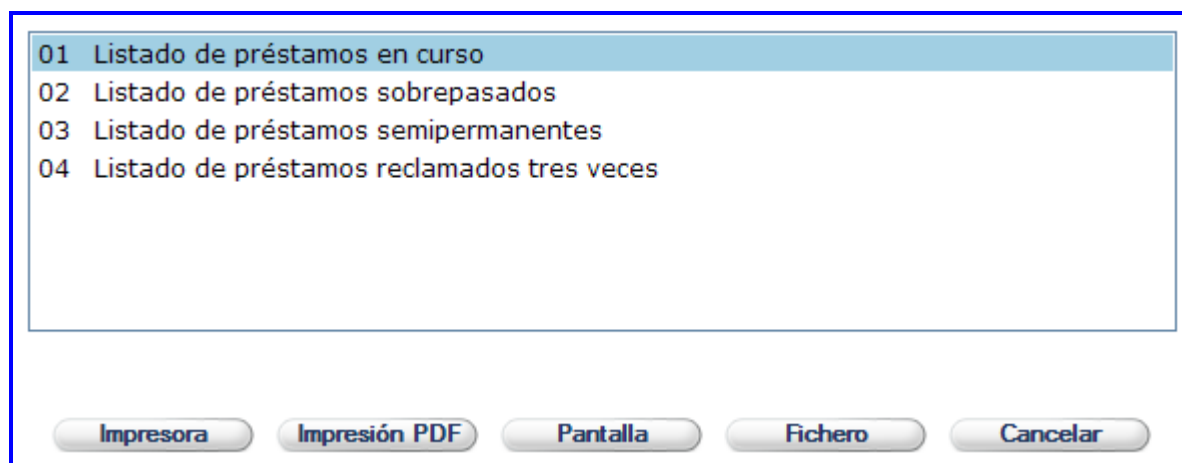 01 Listado de préstamos en curso
02 Listado de préstamos sobrepasados
03 Listado de préstamos semipermanentes
04 Listado de préstamos reclamados tres veces
Impresora Impresión PDF Pantalla Fichero Cancelar